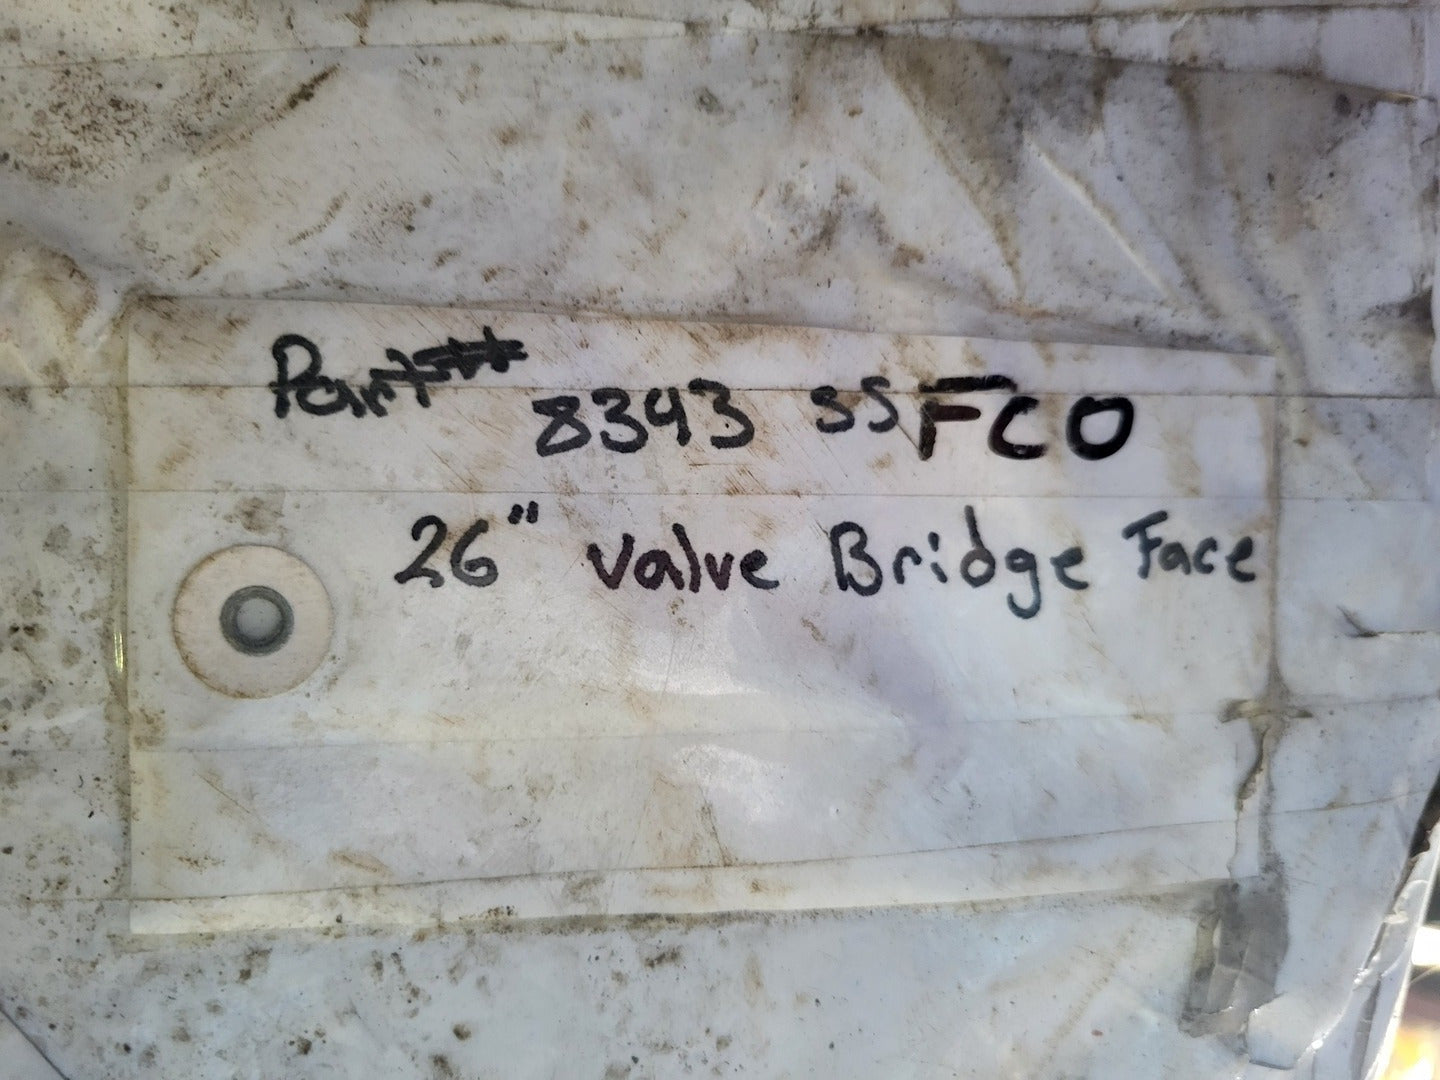 Part# 8343 SSFCO
26" Valve Bridge Face